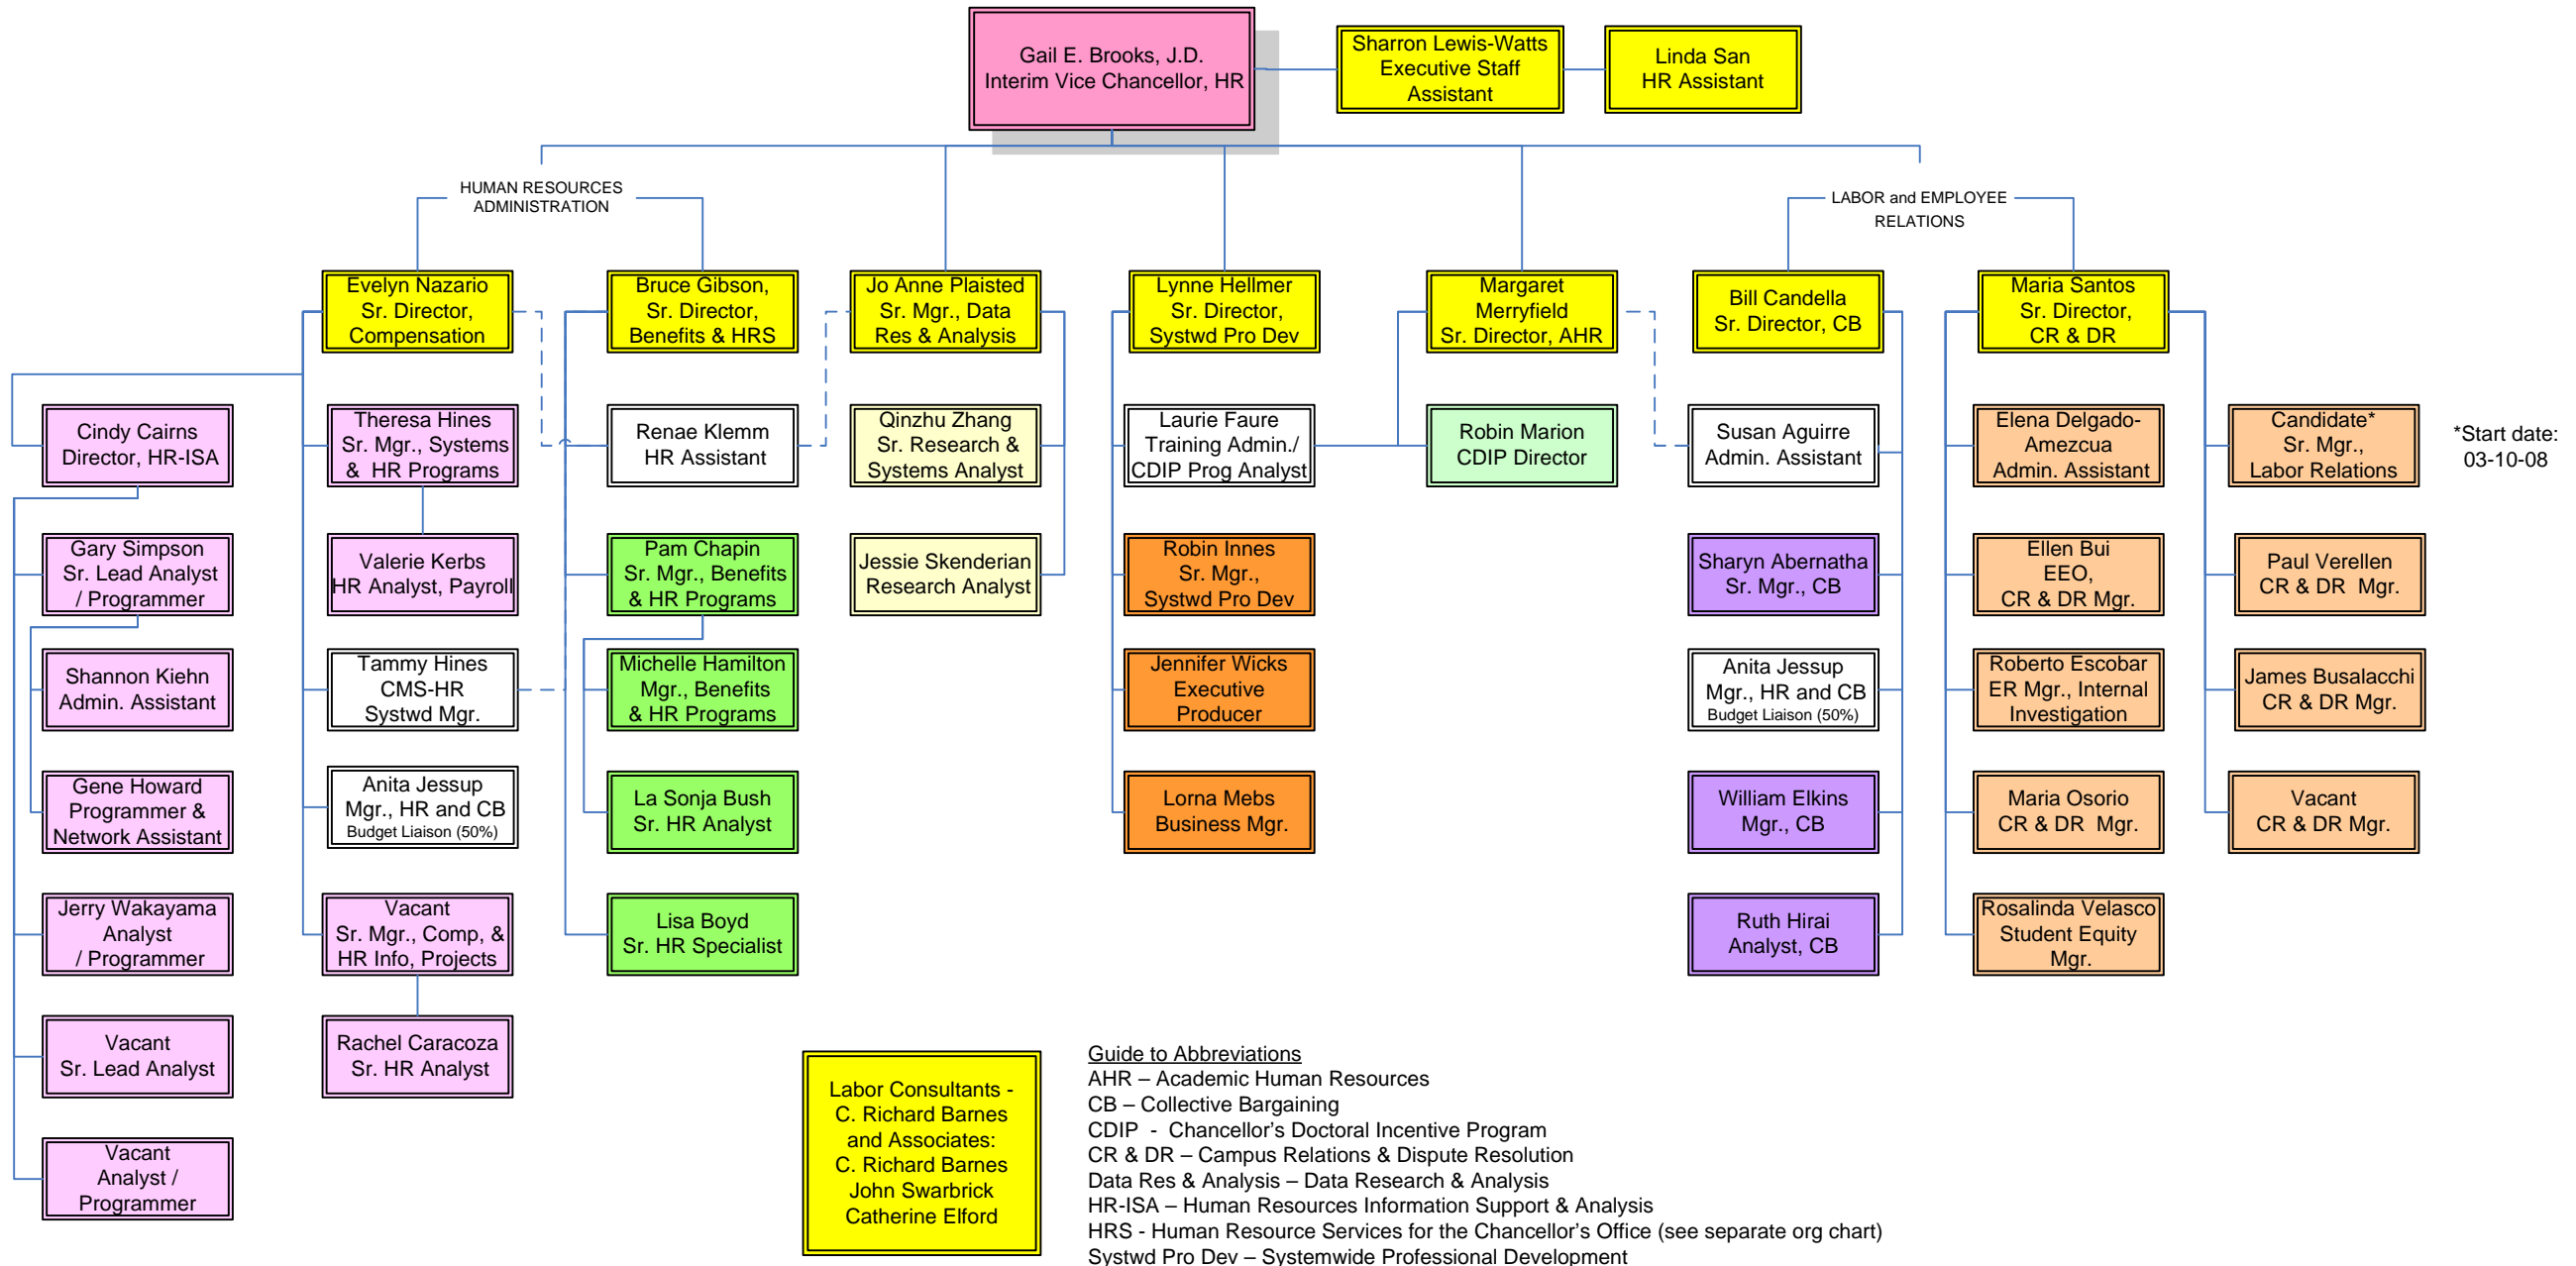 Gail E. Brooks, J.D.
Interim Vice Chancellor, HR
Sharron Lewis-Watts
Executive Staff
Assistant
Linda San
HR Assistant
HUMAN RESOURCES
ADMINISTRATION
LABOR and EMPLOYEE
RELATIONS
Evelyn Nazario
Sr. Director,
Compensation
Bruce Gibson,
Sr. Director,
Benefits & HRS
Jo Anne Plaisted
Sr. Mgr., Data
Res & Analysis
Lynne Hellmer
Sr. Director,
Systwd Pro Dev
Margaret
Merryfield
Sr. Director, AHR
Bill Candella
Sr. Director, CB
Maria Santos
Sr. Director,
CR & DR
Cindy Cairns
Director, HR-ISA
Theresa Hines
Sr. Mgr., Systems
& HR Programs
Renae Klemm
HR Assistant
Qinzhu Zhang
Sr. Research &
Systems Analyst
Laurie Faure
Training Admin./
CDIP Prog Analyst
Robin Marion
CDIP Director
Susan Aguirre
Admin. Assistant
Elena Delgado-
Amezcua
Admin. Assistant
Candidate*
Sr. Mgr.,
Labor Relations
*Start date:
03-10-08
Gary Simpson
Sr. Lead Analyst
/ Programmer
Valerie Kerbs
HR Analyst, Payroll
Pam Chapin
Sr. Mgr., Benefits
& HR Programs
Jessie Skenderian
Research Analyst
Robin Innes
Sr. Mgr.,
Systwd Pro Dev
Sharyn Abernatha
Sr. Mgr., CB
Ellen Bui
EEO,
CR & DR Mgr.
Paul Verellen
CR & DR Mgr.
Shannon Kiehn
Admin. Assistant
Tammy Hines
CMS-HR
Systwd Mgr.
Michelle Hamilton
Mgr., Benefits
& HR Programs
Jennifer Wicks
Executive
Producer
Anita Jessup
Mgr., HR and CB
Budget Liaison (50%)
Roberto Escobar
ER Mgr., Internal
Investigation
James Busalacchi
CR & DR Mgr.
Gene Howard
Programmer &
Network Assistant
Anita Jessup
Mgr., HR and CB
Budget Liaison (50%)
La Sonja Bush
Sr. HR Analyst
Lorna Mebs
Business Mgr.
William Elkins
Mgr., CB
Maria Osorio
CR & DR Mgr.
Vacant
CR & DR Mgr.
Jerry Wakayama
Analyst
/ Programmer
Vacant
Sr. Mgr., Comp, &
HR Info, Projects
Lisa Boyd
Sr. HR Specialist
Ruth Hirai
Analyst, CB
Rosalinda Velasco
Student Equity
Mgr.
Vacant
Sr. Lead Analyst
Rachel Caracoza
Sr. HR Analyst
Vacant
Analyst /
Programmer
Labor Consultants -
C. Richard Barnes
and Associates:
C. Richard Barnes
John Swarbrick
Catherine Elford
Guide to Abbreviations
AHR – Academic Human Resources
CB – Collective Bargaining
CDIP - Chancellor's Doctoral Incentive Program
CR & DR – Campus Relations & Dispute Resolution
Data Res & Analysis – Data Research & Analysis
HR-ISA – Human Resources Information Support & Analysis
HRS - Human Resource Services for the Chancellor's Office (see separate org chart)
Systwd Pro Dev – Systemwide Professional Development